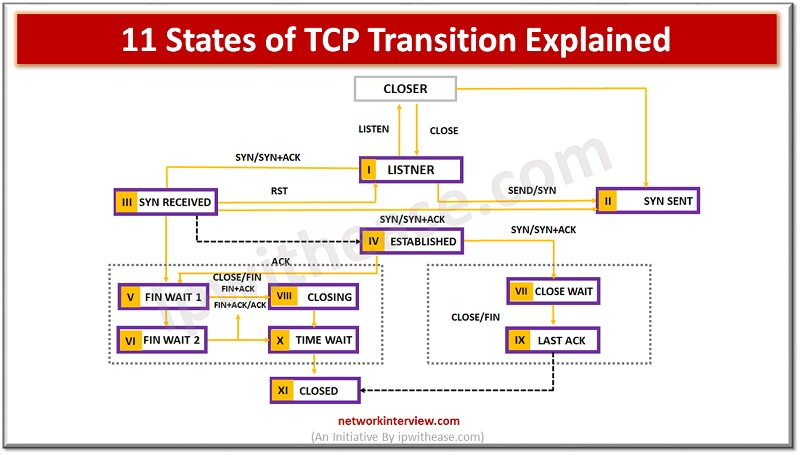 11 States of TCP Transition Explained
CLOSER
LISTEN
CLOSE
SYN/SYN+ACK
I LISTNER
RST
SEND/SYN
III SYN RECEIVED
II SYN SENT
SYN/SYN+ACK
IV ESTABLISHED
SYN/SYN+ACK
ACK
CLOSE/FIN
V FIN WAIT 1
FIN+ACK
VIII CLOSING
VII CLOSE WAIT
FIN+ACK/ACK
CLOSE/FIN
VI FIN WAIT 2
X TIME WAIT
IX LAST ACK
XI CLOSED
ipwithease.com
networkinterview.com
(An Initiative By ipwithease.com)